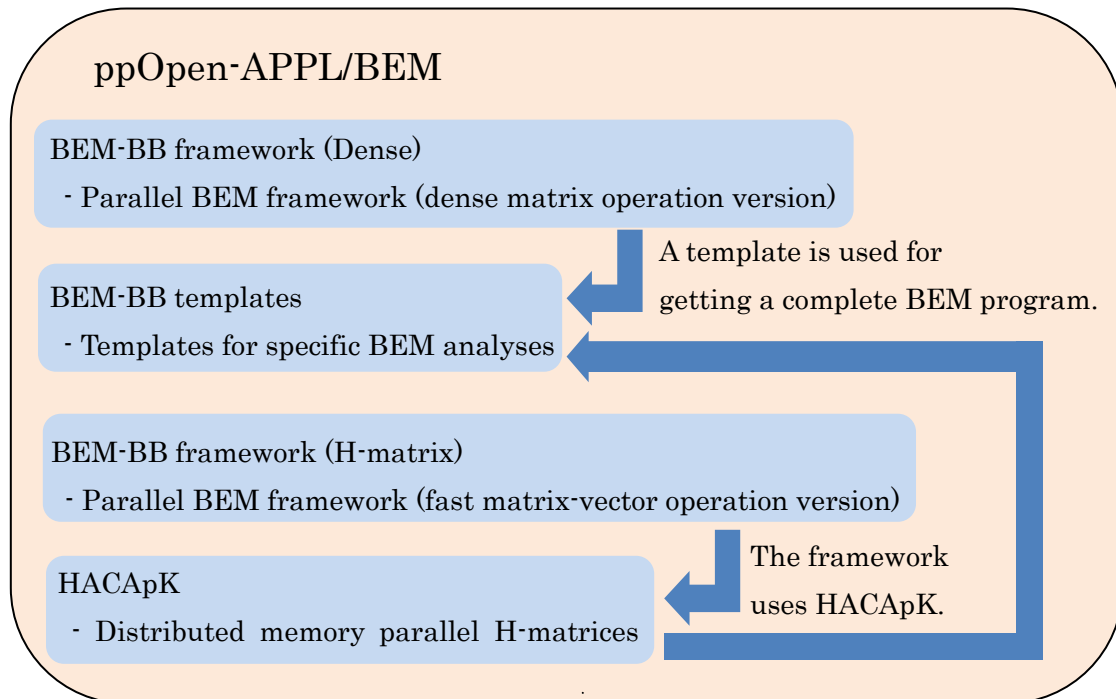 ppOpen-APPL/BEM
BEM-BB framework (Dense)
- Parallel BEM framework (dense matrix operation version)
A template is used for
getting a complete BEM program.
BEM-BB templates
- Templates for specific BEM analyses
BEM-BB framework (H-matrix)
- Parallel BEM framework (fast matrix-vector operation version)
The framework
uses HACApK.
HACApK
- Distributed memory parallel H-matrices